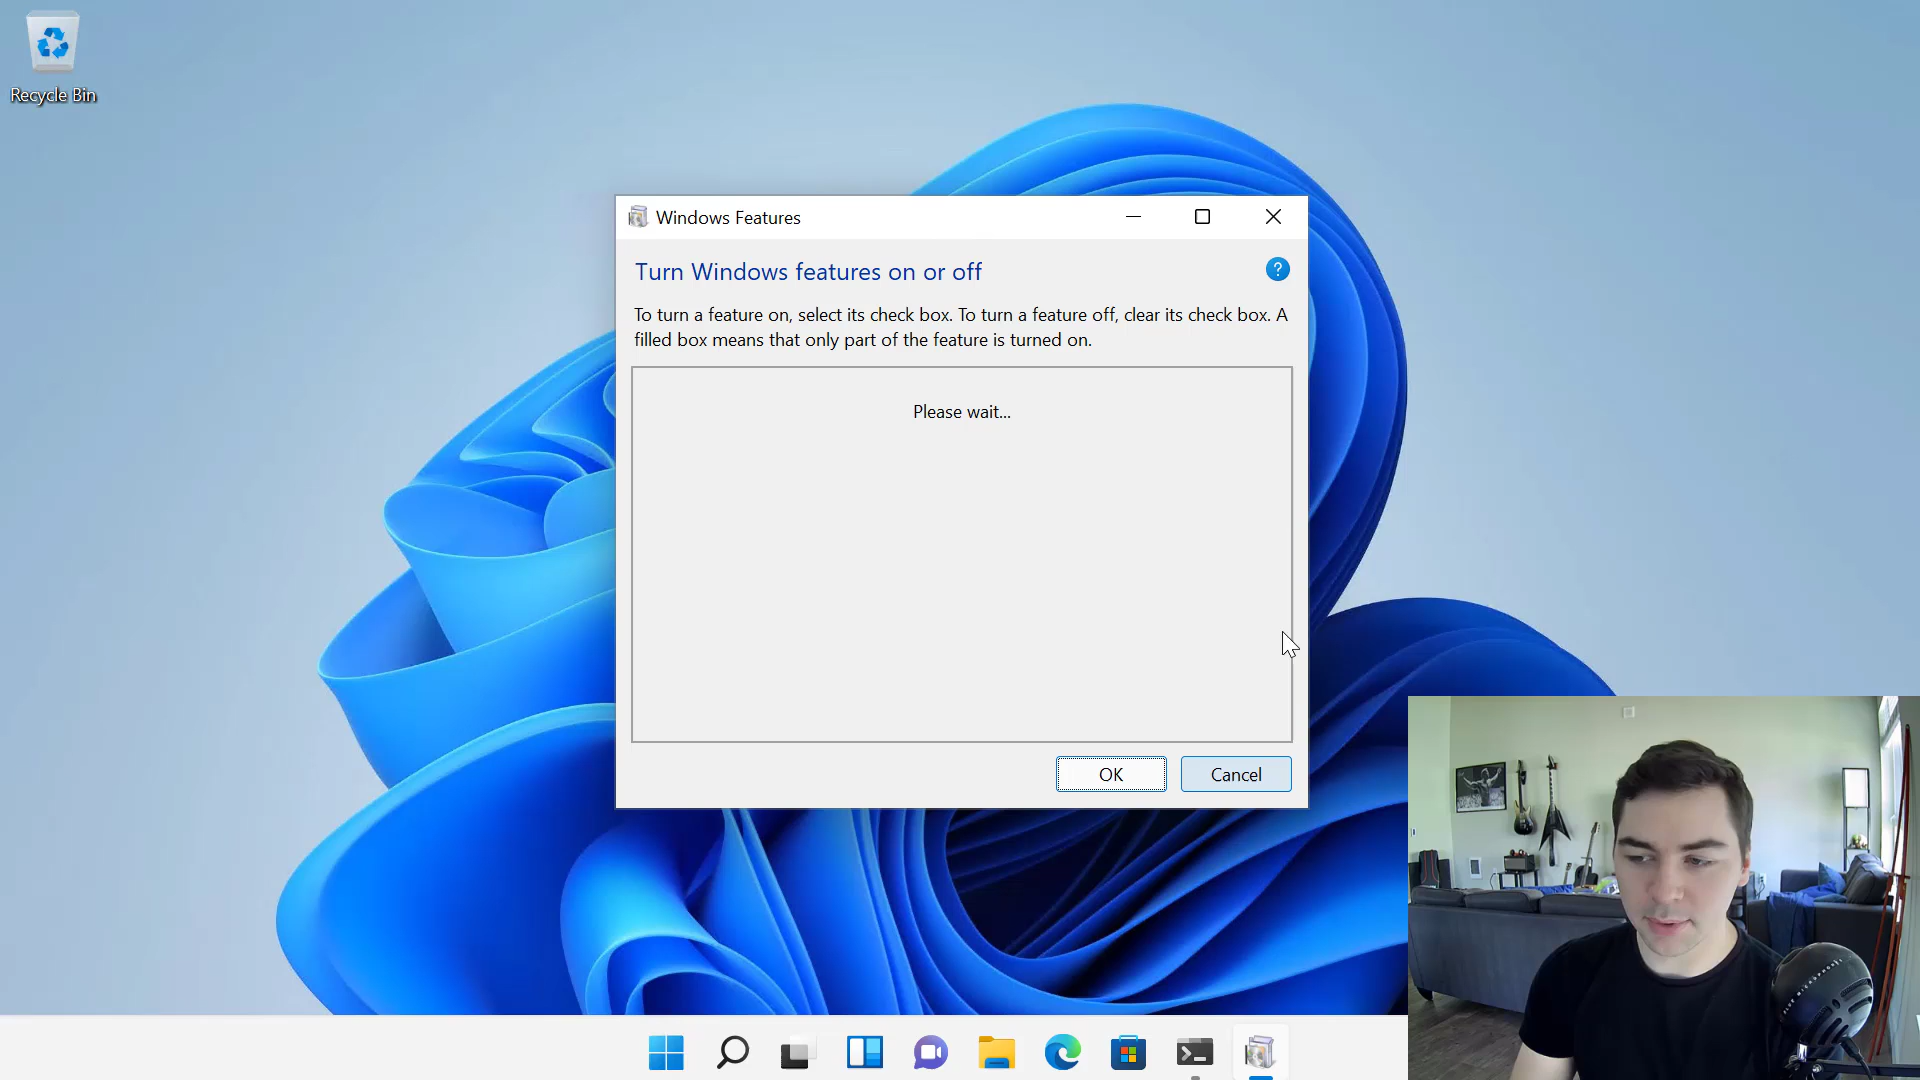 Recycle Bin
Windows Features
Turn Windows features on or off
?
To turn a feature on, select its check box. To turn a feature off, clear its check box. A
filled box means that only part of the feature is turned on.
Please wait...
OK
Cancel